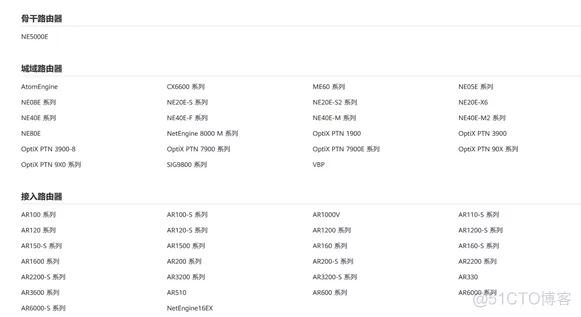 骨干路由器
NE5000E
城域路由器
AtomEngine CX6600 系列 ME60 系列 NE05E 系列
NE08E 系列 NE20E-S 系列 NE20E-S2 系列 NE20E-X6
NE40E 系列 NE40E-F 系列 NE40E-M 系列 NE40E-M2 系列
NE80E NetEngine 8000 M 系列 OptiX PTN 1900 OptiX PTN 3900
OptiX PTN 3900-8 OptiX PTN 7900 系列 OptiX PTN 7900E 系列 OptiX PTN 90X 系列
OptiX PTN 9X0 系列 SIG9800 系列 VBP
接入路由器
AR100 系列 AR100-S 系列 AR1000V AR110-S 系列
AR120 系列 AR120-S 系列 AR1200 系列 AR1200-S 系列
AR150-S 系列 AR1500 系列 AR160 系列 AR160-S 系列
AR1600 系列 AR200 系列 AR200-S 系列 AR2200 系列
AR2200-S 系列 AR3200 系列 AR3200-S 系列 AR330
AR3600 系列 AR510 AR600 系列 AR6000 系列
AR6000-S 系列 NetEngine16EX
@51CTO博客